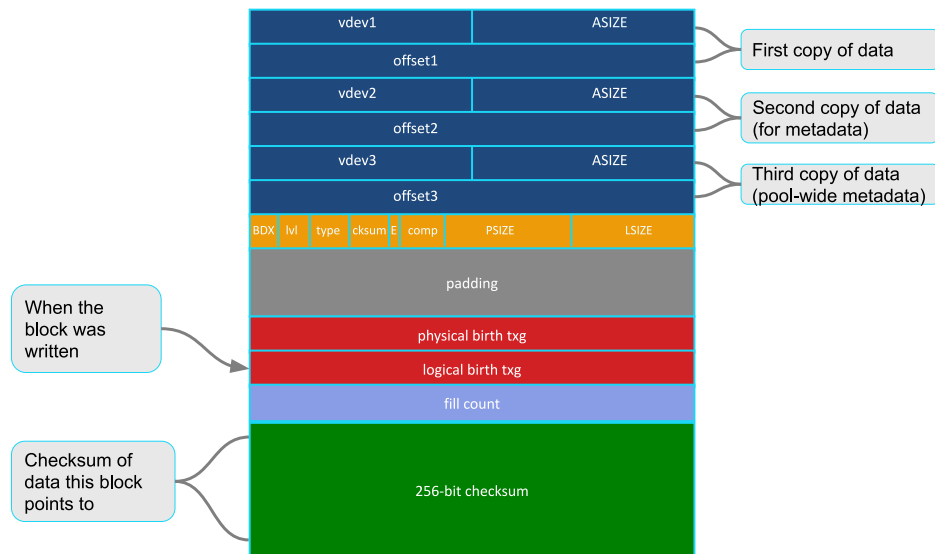 vdev1 ASIZE
First copy of data
offset1
vdev2 ASIZE
Second copy of data
(for metadata)
offset2
vdev3 ASIZE
Third copy of data
(pool-wide metadata)
offset3
BDX lvl type cksum E comp PSIZE LSIZE
padding
When the
block was
written
physical birth txg
logical birth txg
fill count
Checksum of
data this block
points to
256-bit checksum